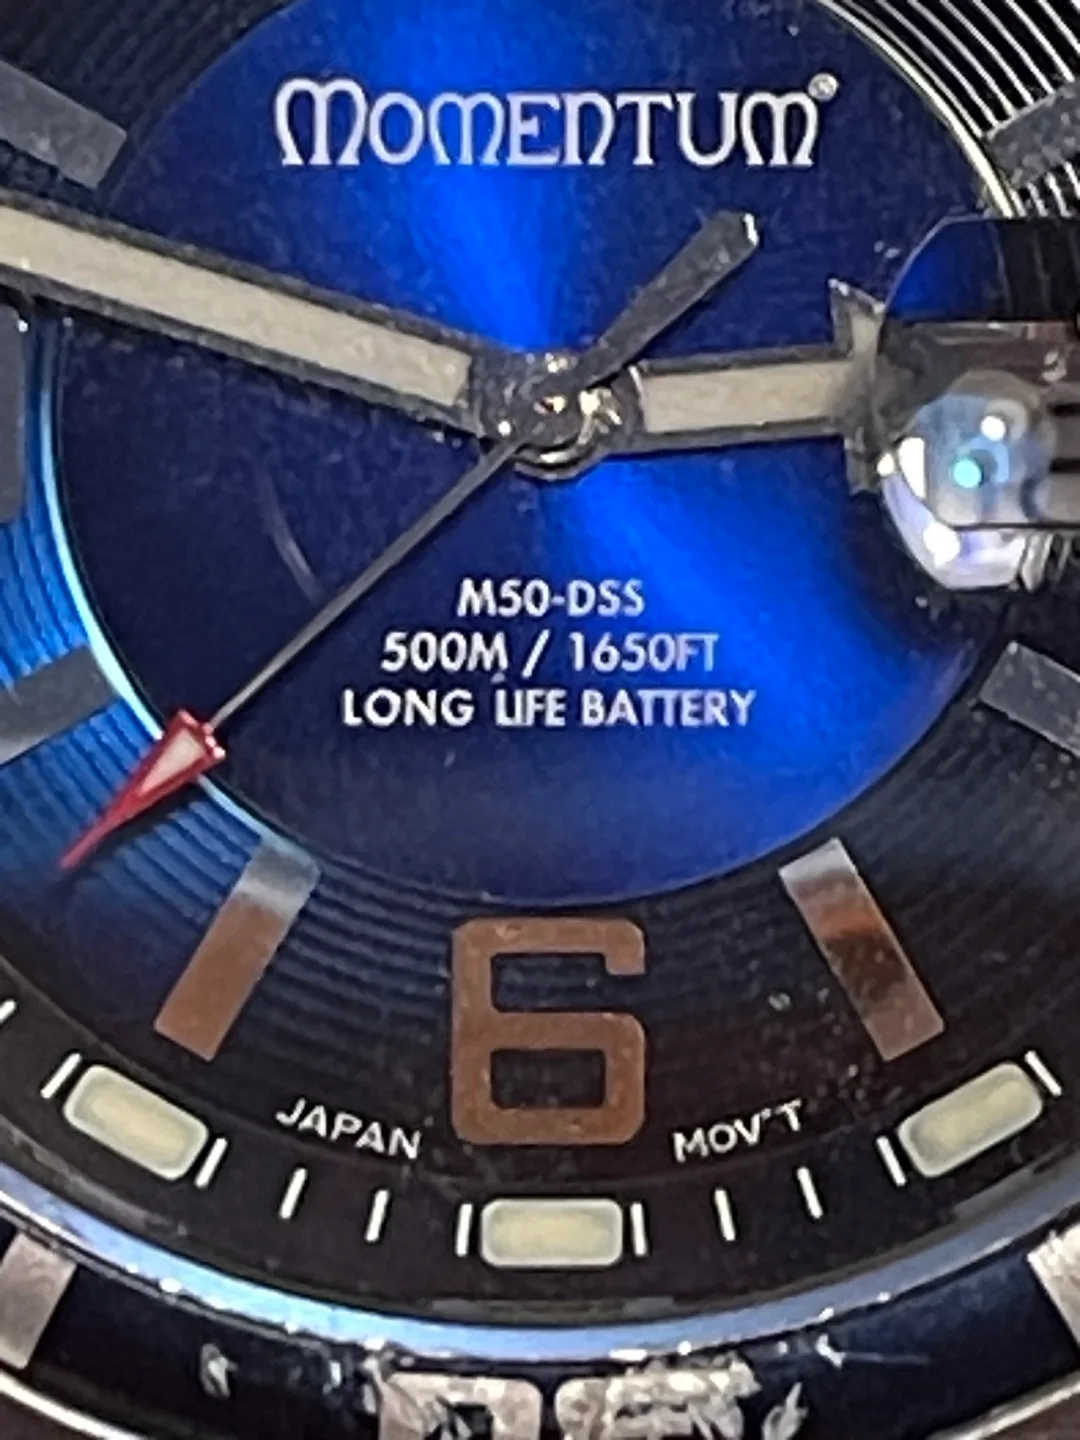 MOMENTUM®
M50-DSS
500M / 1650FT
LONG LIFE BATTERY
6
JAPAN MOV'T